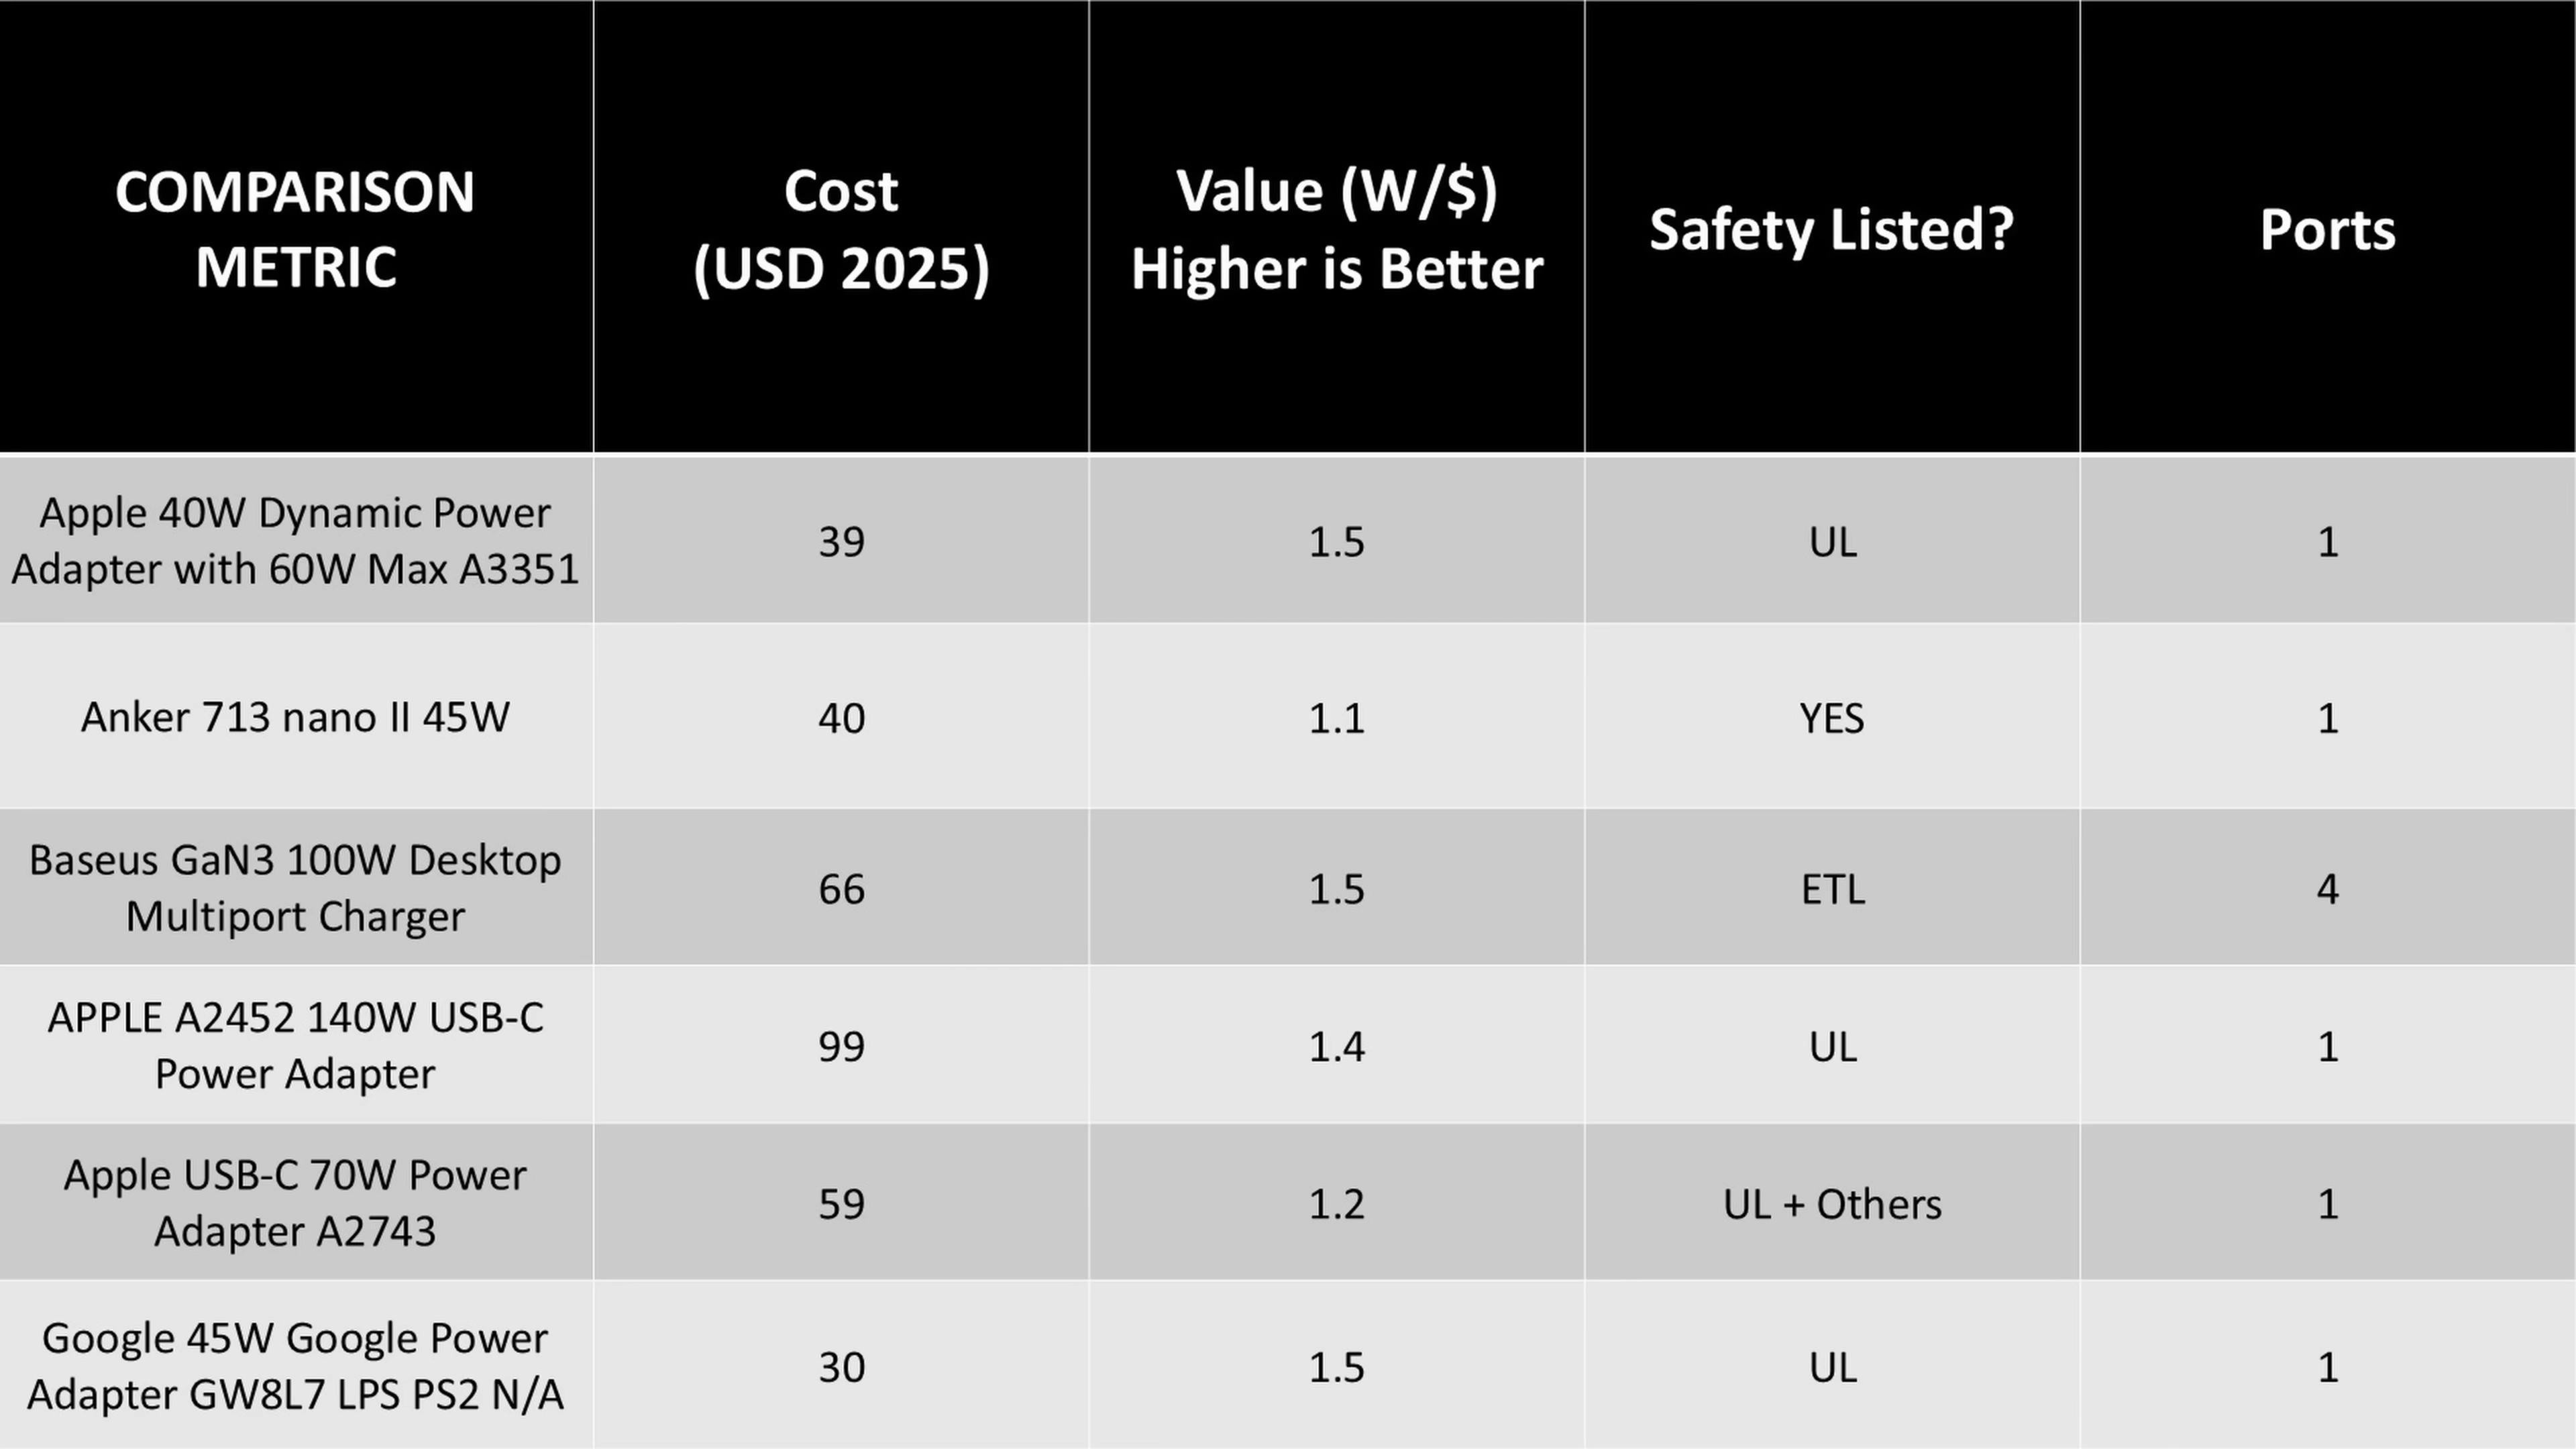 COMPARISON
METRIC
Cost
(USD 2025)
Value (W/$)
Higher is Better
Safety Listed?
Ports
Apple 40W Dynamic Power
Adapter with 60W Max A3351
39
1.5
UL
1
Anker 713 nano II 45W
40
1.1
YES
1
Baseus GaN3 100W Desktop
Multiport Charger
66
1.5
ETL
4
APPLE A2452 140W USB-C
Power Adapter
99
1.4
UL
1
Apple USB-C 70W Power
Adapter A2743
59
1.2
UL + Others
1
Google 45W Google Power
Adapter GW8L7 LPS PS2 N/A
30
1.5
UL
1